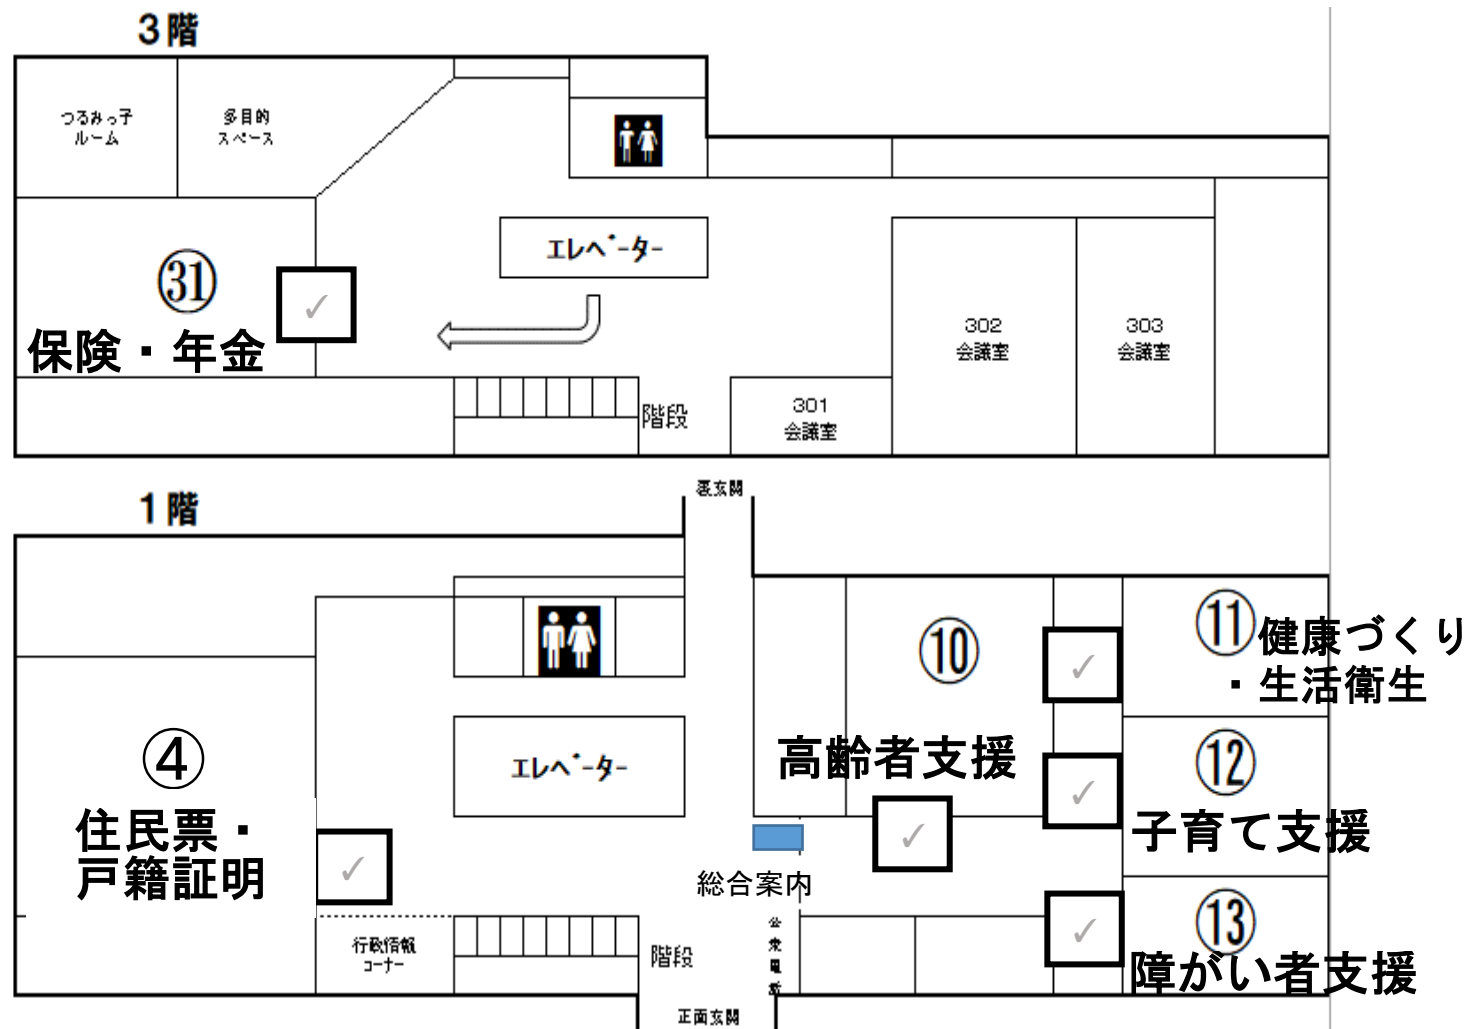 3階
つるみっ子
ルーム
多目的
スペース
エレベーター
㉛
保険・年金
302
会議室
303
会議室
301
会議室
階段
1階
裏玄関
⑩
高齢者支援
⑪
健康づくり
・生活衛生
エレベーター
④
住民票・
戸籍証明
⑫
子育て支援
総合案内
行政情報
コーナー
階段
公衆電話
⑬
障がい者支援
正面玄関